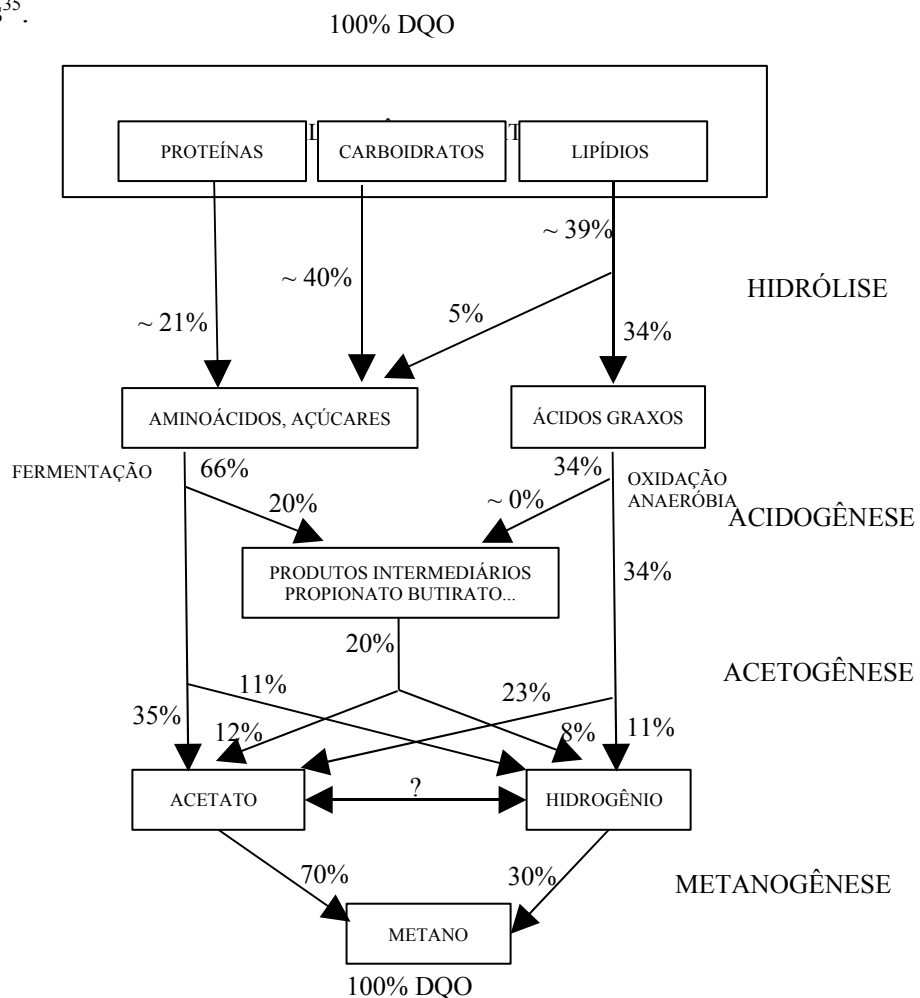 35.
100% DQO
PROTEÍNAS
CARBOIDRATOS
LIPÍDIOS
~ 39%
~ 40%
HIDRÓLISE
5%
~ 21%
34%
AMINOÁCIDOS, AÇÚCARES
ÁCIDOS GRAXOS
FERMENTAÇÃO
66%
34%
OXIDAÇÃO
ANAERÓBIA
20%
~ 0%
ACIDOGÊNESE
PRODUTOS INTERMEDIÁRIOS
PROPIONATO BUTIRATO...
34%
20%
ACETOGÊNESE
11%
23%
35%
12%
8%
11%
ACETATO
?
HIDROGÊNIO
70%
30%
METANOGÊNESE
METANO
100% DQO